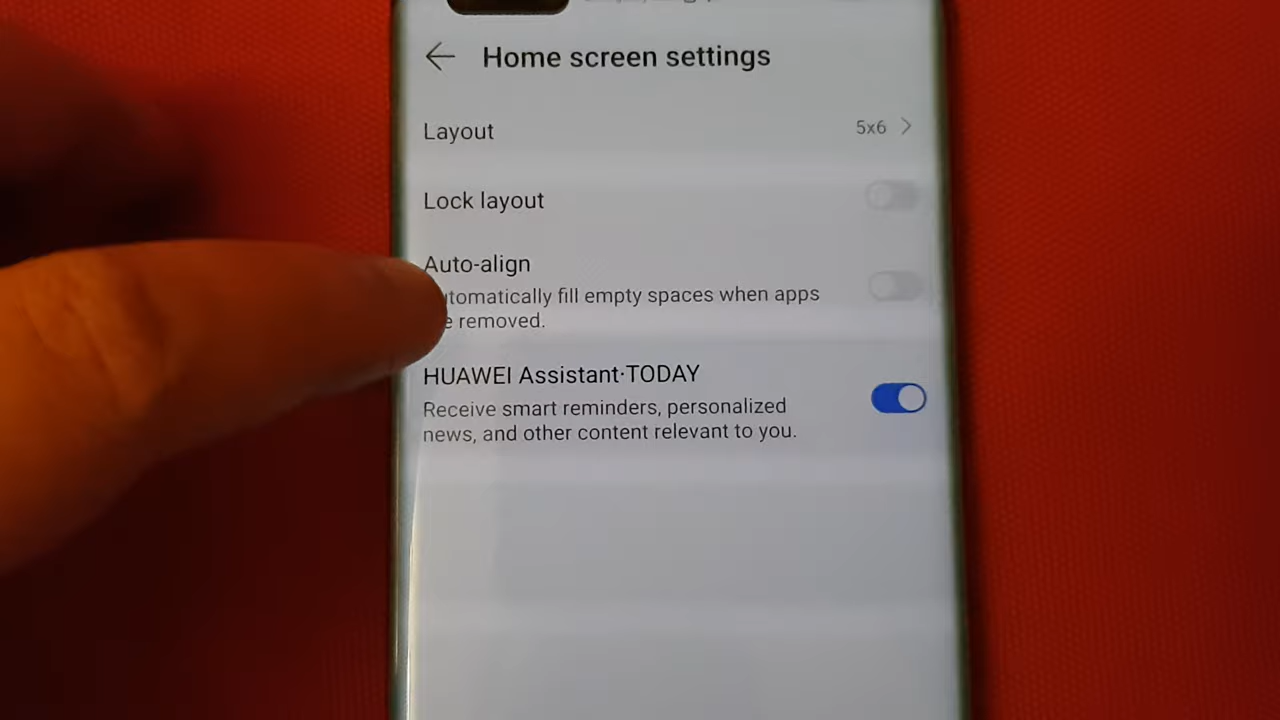 Home screen settings
Layout
5x6
Lock layout
Auto-align
tomatically fill empty spaces when apps
removed.
HUAWEI Assistant·TODAY
Receive smart reminders, personalized
news, and other content relevant to you.